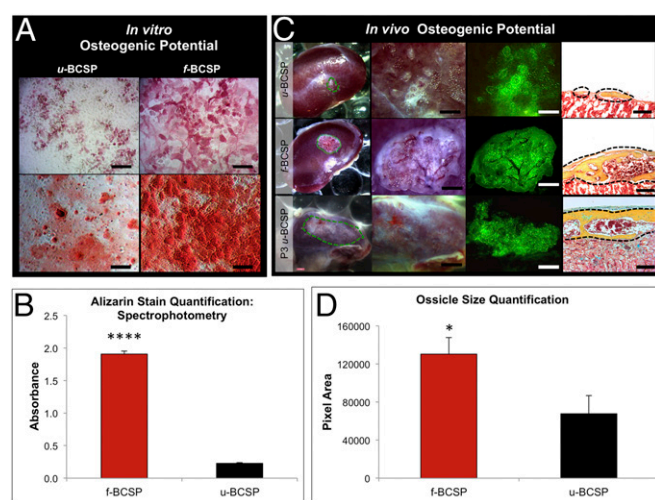 A
In vitro
Osteogenic Potential
u-BCSP
f-BCSP
C
In vivo Osteogenic Potential
u-BCSP
f-BCSP
P3 u-BCSP
B
Alizarin Stain Quantification:
Spectrophotometry
Absorbance
2.5
2.0
1.5
1.0
0.5
0.0
****
f-BCSP
u-BCSP
D
Ossicle Size Quantification
Pixel Area
160000
120000
80000
40000
0
*
f-BCSP
u-BCSP